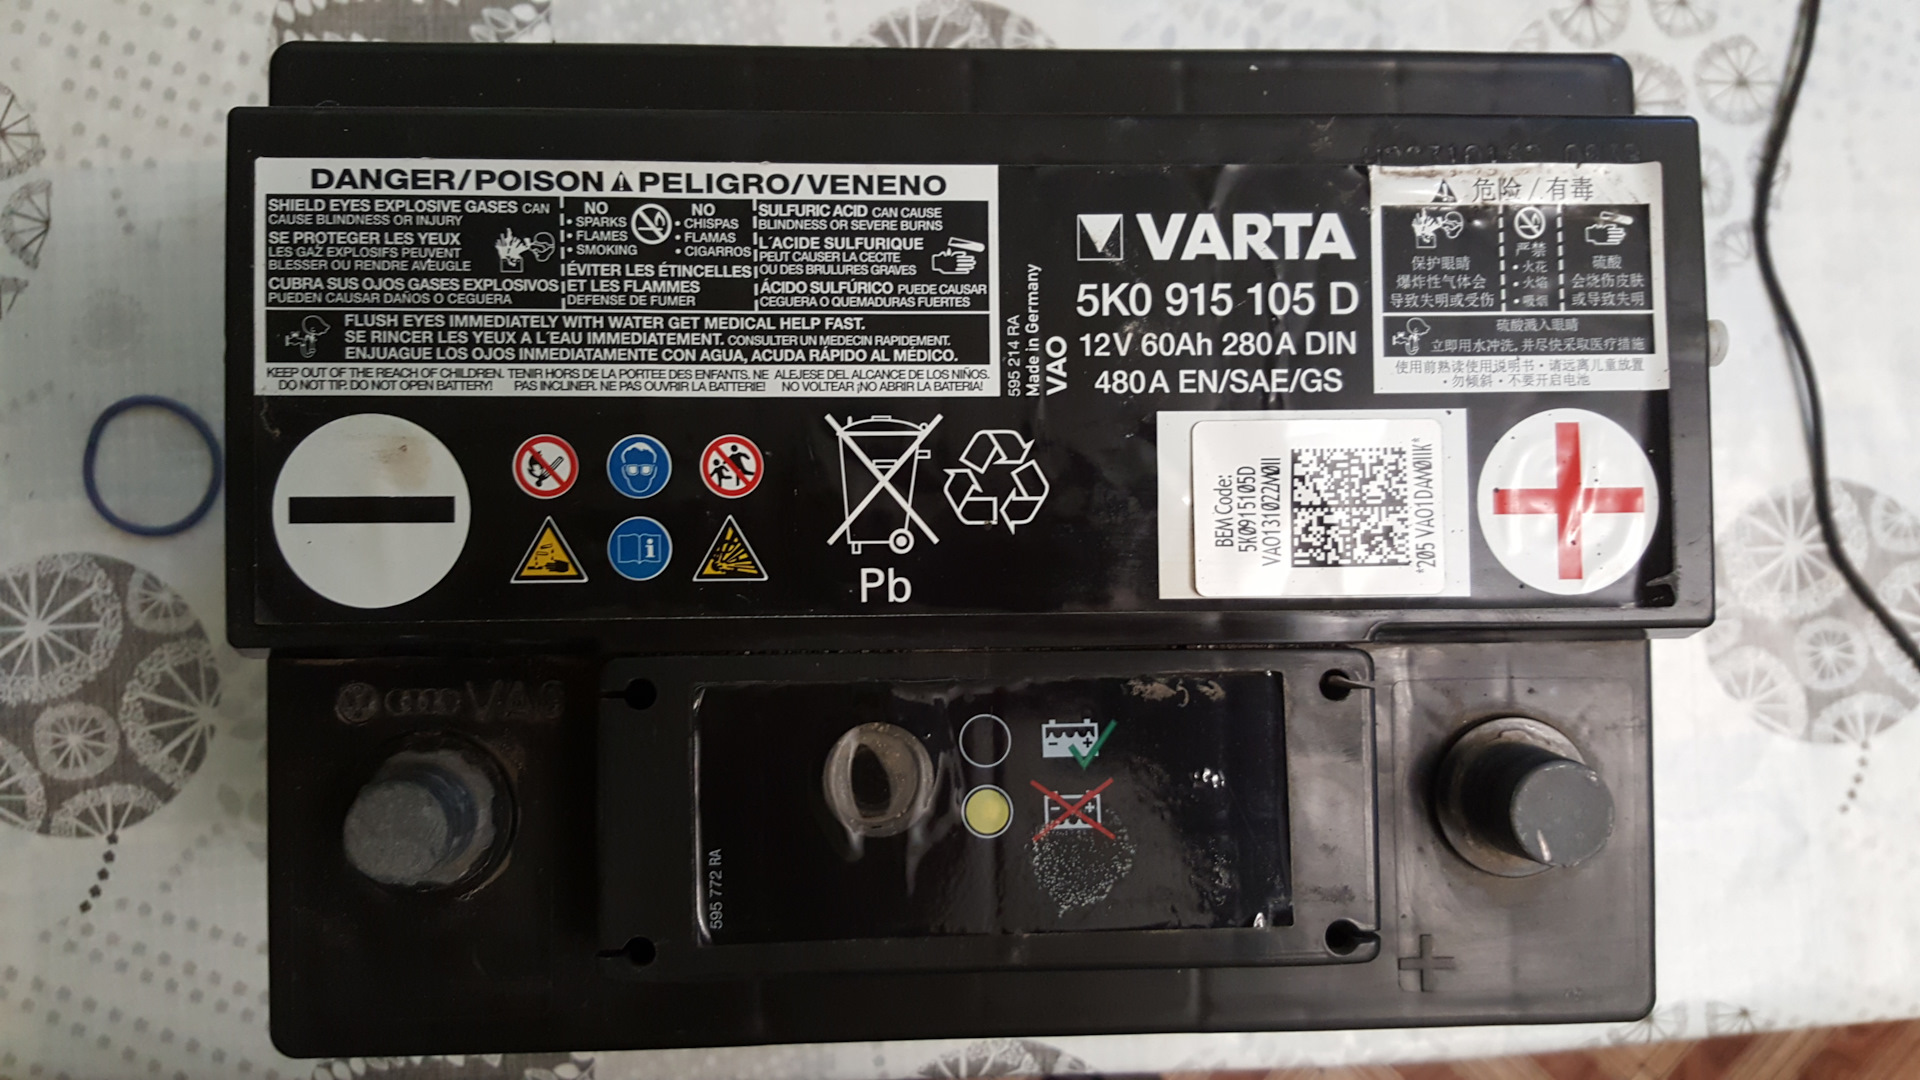 DANGER/POISON ⚠ PELIGRO/VENENO
SHIELD EYES EXPLOSIVE GASES CAN
CAUSE BLINDNESS OR INJURY
SE PROTEGER LES YEUX
LES GAZ EXPLOSIFS PEUVENT
BLESSER OU RENDRE AVEUGLE
CUBRA SUS OJOS GASES EXPLOSIVOS
PUEDEN CAUSAR DAÑOS O CEGUERA
NO
• SPARKS
• FLAMES
• SMOKING
NO
• CHISPAS
• FLAMAS
• CIGARROS
ÉVITER LES ÉTINCELLES
ET LES FLAMMES
DEFENSE DE FUMER
SULFURIC ACID CAN CAUSE
BLINDNESS OR SEVERE BURNS
L'ACIDE SULFURIQUE
PEUT CAUSER LA CECITE
OU DES BRULURES GRAVES
ÁCIDO SULFÚRICO PUEDE CAUSAR
CEGUERA O QUEMADURAS FUERTES
FLUSH EYES IMMEDIATELY WITH WATER GET MEDICAL HELP FAST.
SE RINCER LES YEUX A L'EAU IMMEDIATEMENT. CONSULTER UN MEDECIN RAPIDEMENT.
ENJUAGUE LOS OJOS INMEDIATAMENTE CON AGUA, ACUDA RÁPIDO AL MÉDICO.
KEEP OUT OF THE REACH OF CHILDREN. TENIR HORS DE LA PORTEE DES ENFANTS. NE ALEJESE DEL ALCANCE DE LOS NIÑOS.
DO NOT TIP. DO NOT OPEN BATTERY! PAS INCLINER. NE PAS OUVRIR LA BATTERIE! NO VOLTEAR ¡NO ABRIR LA BATERIA!
595 214 RA
Made in Germany
VAO
VARTA
5K0 915 105 D
12V 60Ah 280A DIN
480A EN/SAE/GS
⚠ 危险 / 有毒
保护眼睛
爆炸性气体会
导致失明或受伤
严禁
• 火花
• 火焰
• 吸烟
硫酸
会烧伤皮肤
或导致失明
硫酸溅入眼睛
立即用水冲洗,并尽快采取医疗措施
使用前熟读使用说明书・请远离儿童放置
・勿倾斜・不要开启电池
Pb
BEM Code:
5K0915105D
VA0131022M0II
VAG
595 772 RA